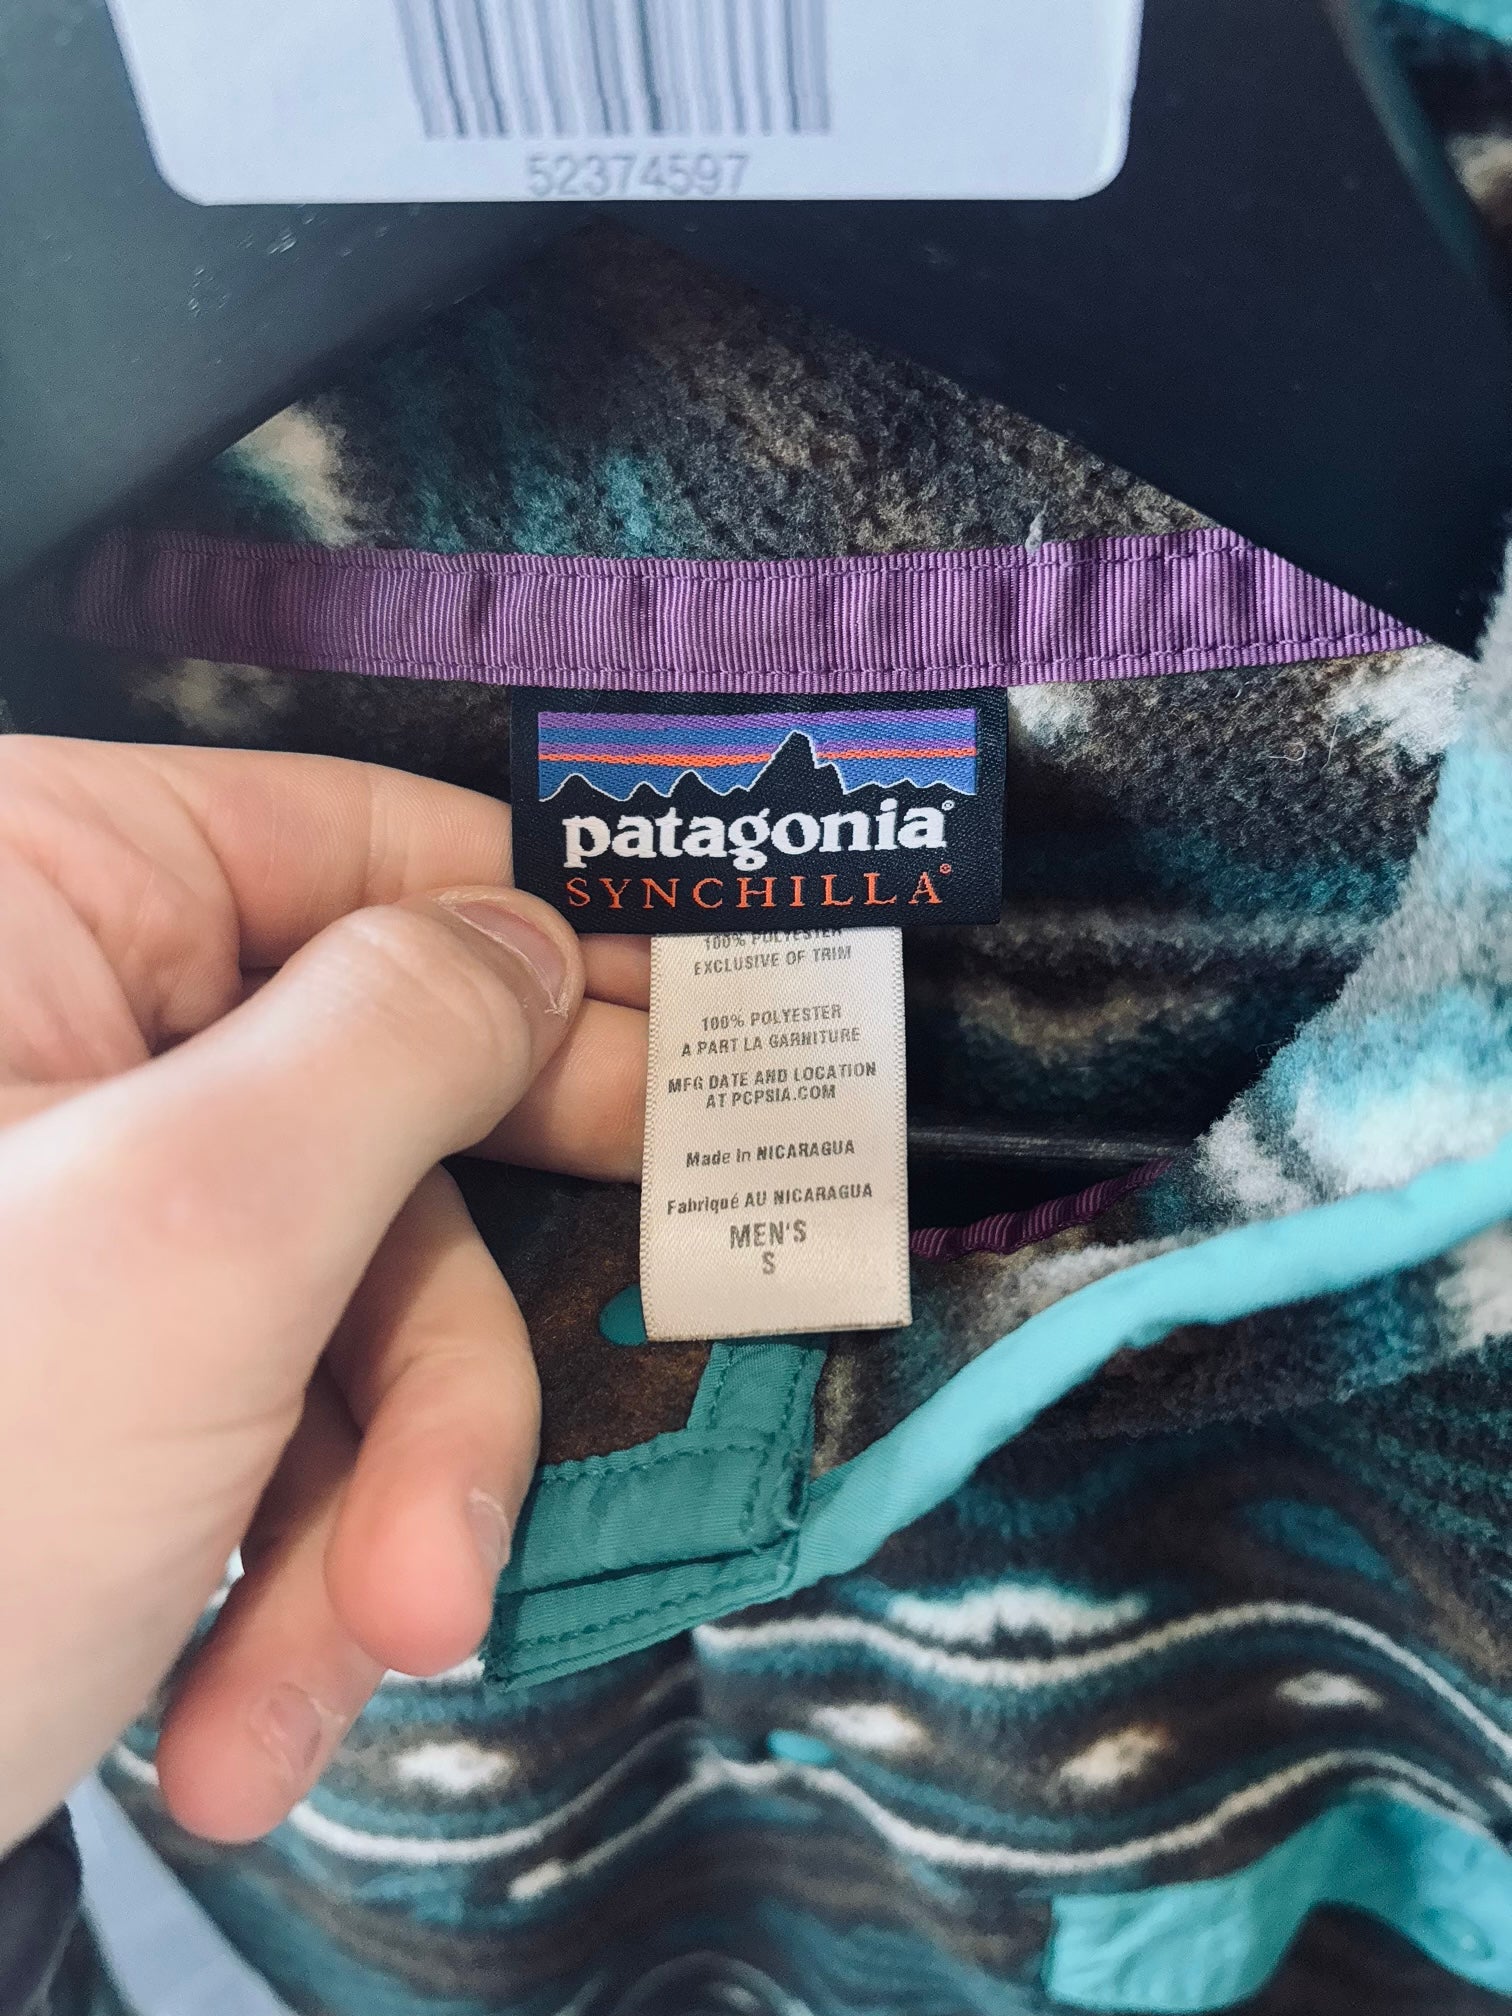 52374597
patagonia®
SYNCHILLA®
100% POLYESTER
EXCLUSIVE OF TRIM
100% POLYESTER
A PART LA GARNITURE
MFG DATE AND LOCATION
AT PCPSIA.COM
Made in NICARAGUA
Fabriqué AU NICARAGUA
MEN'S
S